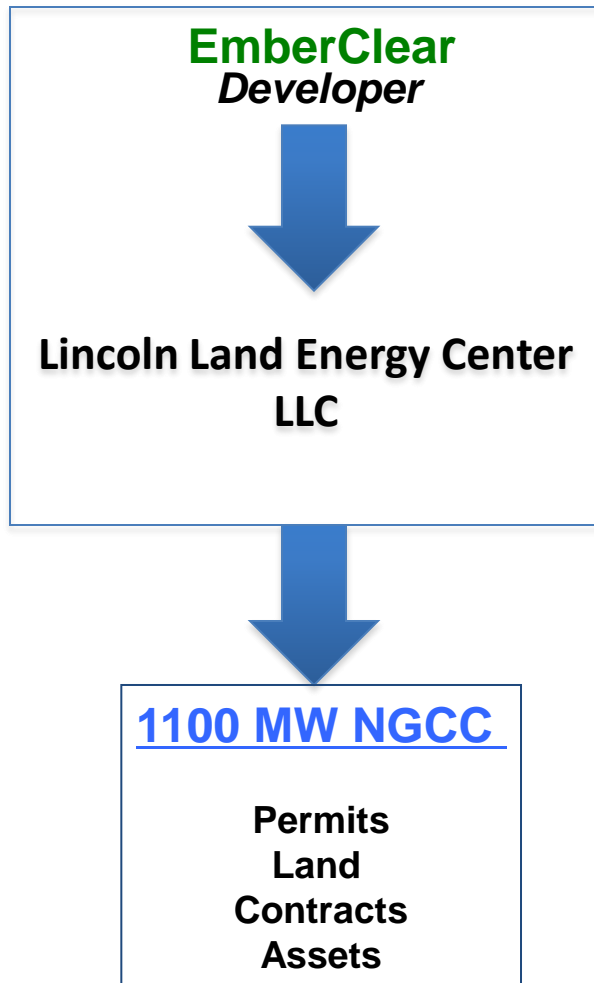 EmberClear
Developer
Lincoln Land Energy Center
LLC
1100 MW NGCC
Permits
Land
Contracts
Assets